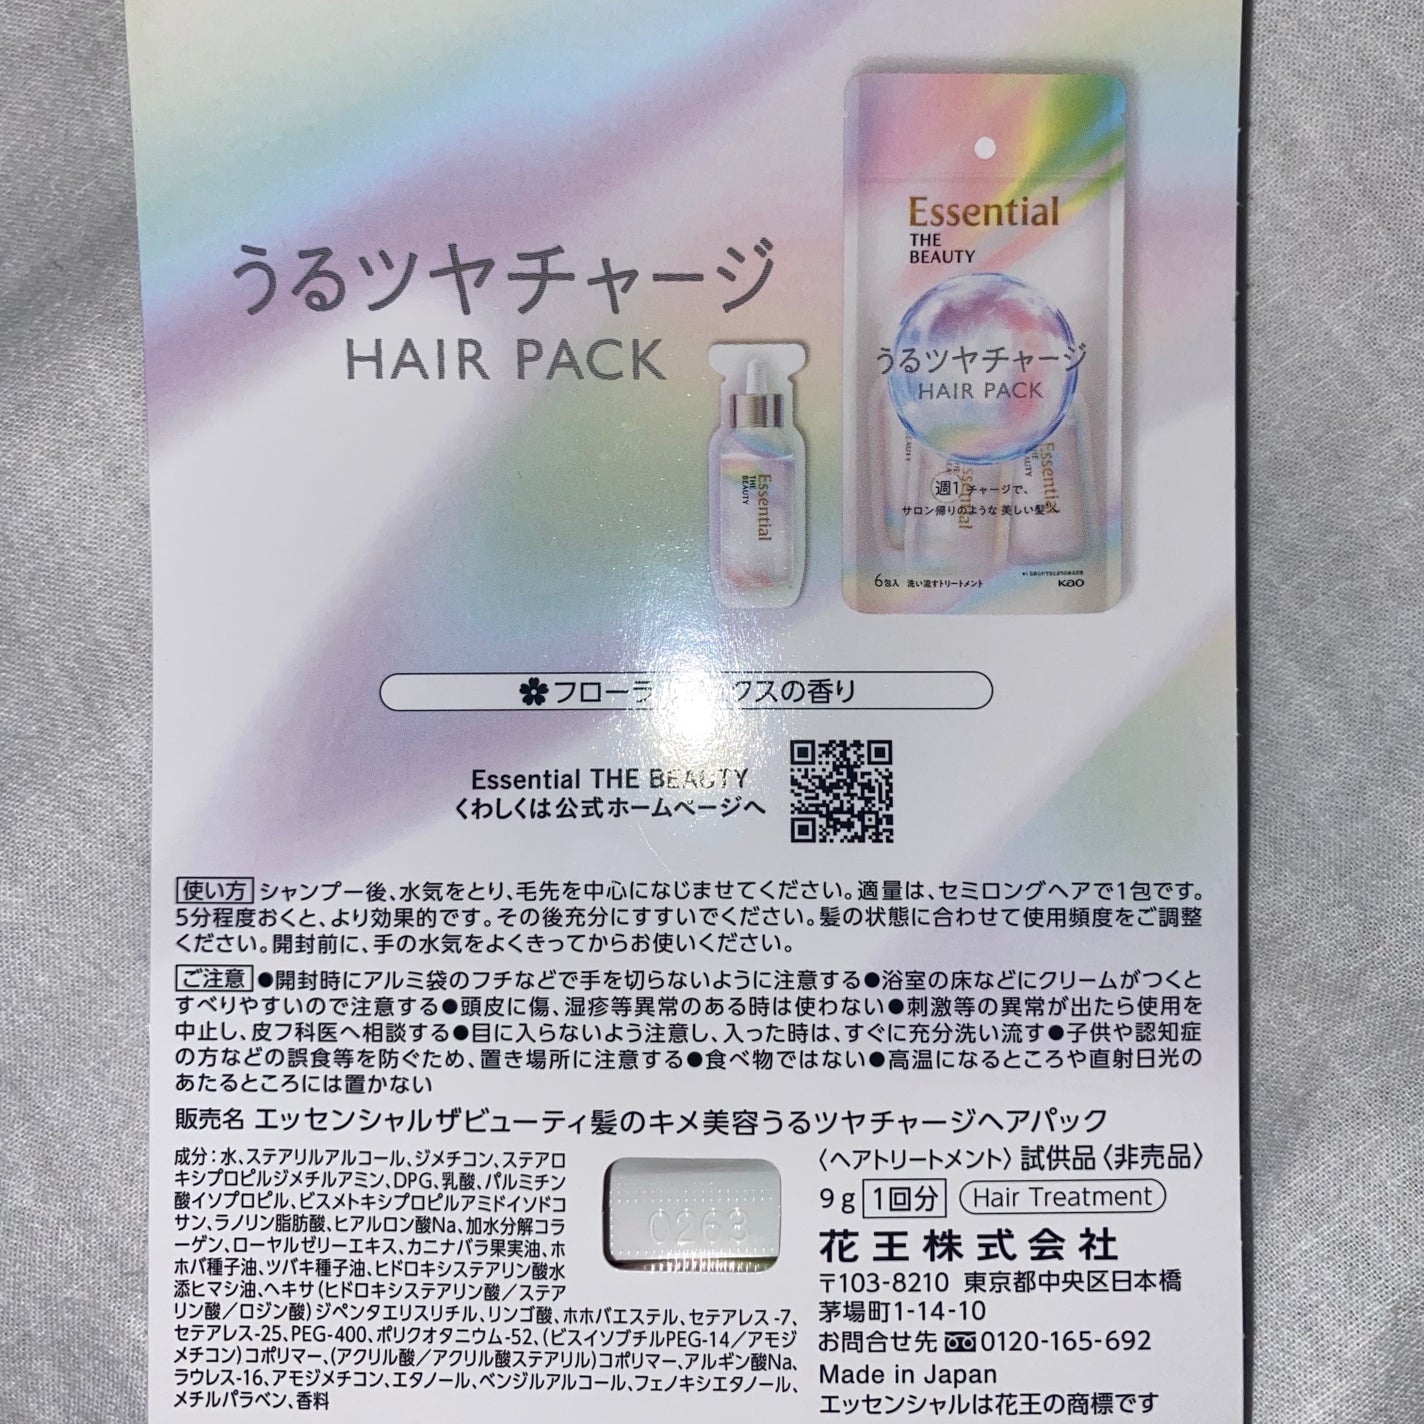 うるツヤチャージ
HAIR PACK
Essential
THE
BEAUTY
うるツヤチャージ
HAIR PACK
週1チャージで、
サロン帰りのような 美しい髪へ
6包入 洗い流すトリートメント
Kao
Essential
THE
BEAUTY
クスの香り
Essential THE BEAUTY
くわしくは公式ホームページへ
使い方 シャンプー後、水気をとり、毛先を中心になじませてください。適量は、セミロングヘアで1包です。
5分程度おくと、より効果的です。その後充分にすすいでください。髪の状態に合わせて使用頻度をご調整
ください。開封前に、手の水気をよくきってからお使いください。
ご注意 ●開封時にアルミ袋のフチなどで手を切らないように注意する●浴室の床などにクリームがつくと
すべりやすいので注意する●頭皮に傷、湿疹等異常のある時は使わない●刺激等の異常が出たら使用を
中止し、皮フ科医へ相談する●目に入らないよう注意し、入った時は、すぐに充分洗い流す●子供や認知症
の方などの誤食等を防ぐため、置き場所に注意する●食べ物ではない●高温になるところや直射日光の
あたるところには置かない
販売名 エッセンシャルザビューティ髪のキメ美容うるツヤチャージヘアパック
成分：水、ステアリルアルコール、ジメチコン、ステアロ
キシプロピルジメチルアミン、DPG、乳酸、パルミチン
酸イソプロピル、ビスメトキシプロピルアミドイソドコ
サン、ラノリン脂肪酸、ヒアルロン酸Na、加水分解コラ
ーゲン、ローヤルゼリーエキス、カニナバラ果実油、ホ
ホバ種子油、ツバキ種子油、ヒドロキシステアリン酸水
添ヒマシ油、ヘキサ（ヒドロキシステアリン酸／ステア
リン酸／ロジン酸）ジペンタエリスリチル、リンゴ酸、ホホバエステル、セテアレス-7、
セテアレス-25、PEG-400、ポリクオタニウム-52、（ビスイソブチルPEG-14／アモジ
メチコン）コポリマー、（アクリル酸／アクリル酸ステアリル）コポリマー、アルギン酸Na、
ラウレス-16、アモジメチコン、エタノール、ベンジルアルコール、フェノキシエタノール、
メチルパラベン、香料
0263
〈ヘアトリートメント〉試供品〈非売品〉
9g 1回分 Hair Treatment
花王株式会社
〒103-8210 東京都中央区日本橋
茅場町1-14-10
お問合せ先 0120-165-692
Made in Japan
エッセンシャルは花王の商標です